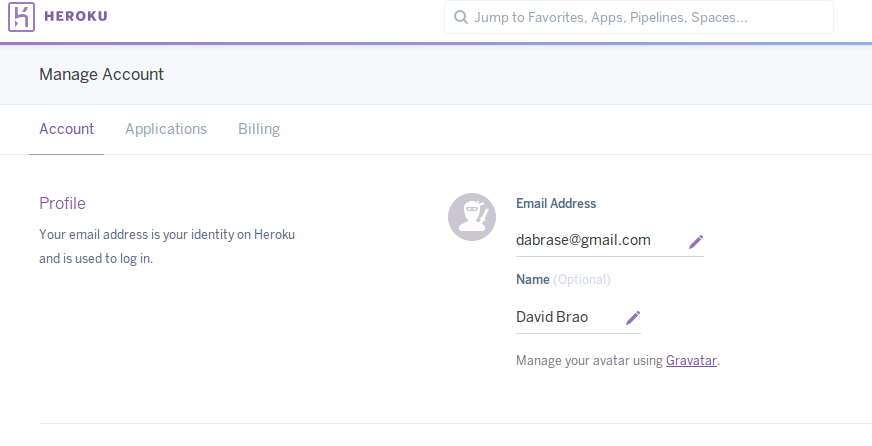 HEROKU
Jump to Favorites, Apps, Pipelines, Spaces...
Manage Account
Account Applications Billing
Profile
Your email address is your identity on Heroku
and is used to log in.
Email Address
dabrase@gmail.com
Name (Optional)
David Brao
Manage your avatar using Gravatar.